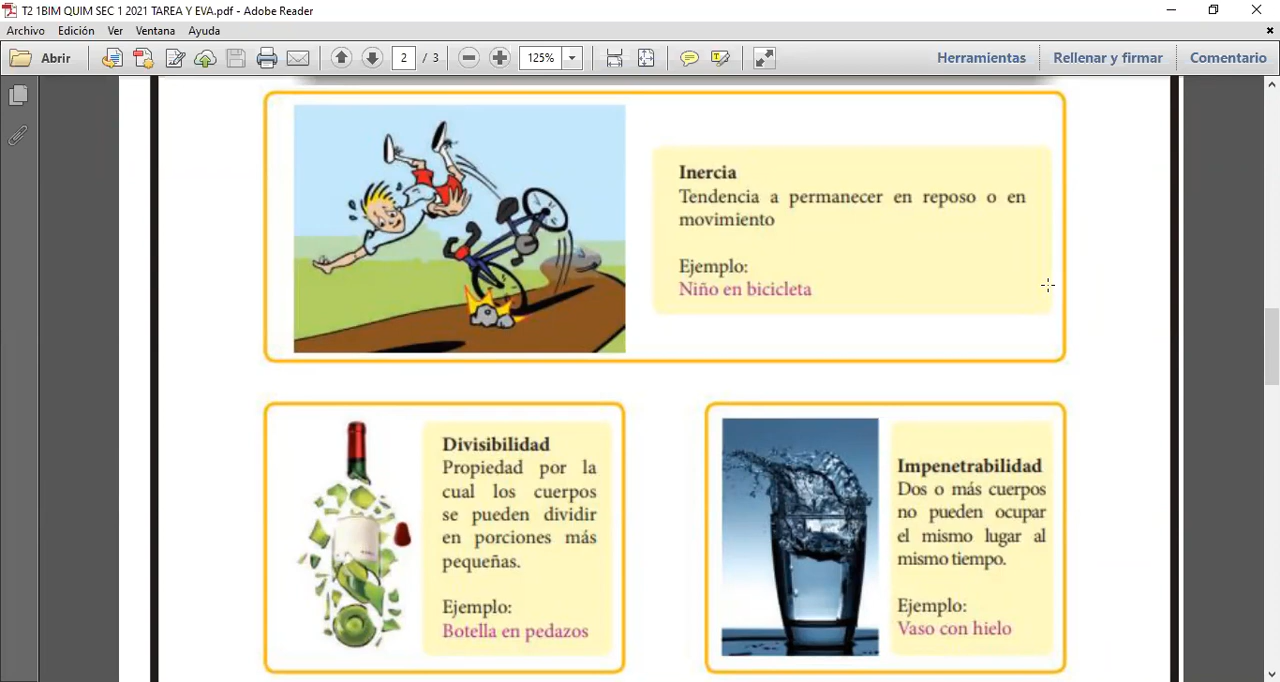 T2 1BIM QUIM SEC 1 2021 TAREA Y EVA.pdf - Adobe Reader
Archivo Edición Ver Ventana Ayuda
Abrir 2 / 3 125% Herramientas Rellenar y firmar Comentario
Inercia
Tendencia a permanecer en reposo o en
movimiento
Ejemplo:
Niño en bicicleta
Divisibilidad
Propiedad por la
cual los cuerpos
se pueden dividir
en porciones más
pequeñas.
Ejemplo:
Botella en pedazos
Impenetrabilidad
Dos o más cuerpos
no pueden ocupar
el mismo lugar al
mismo tiempo.
Ejemplo:
Vaso con hielo